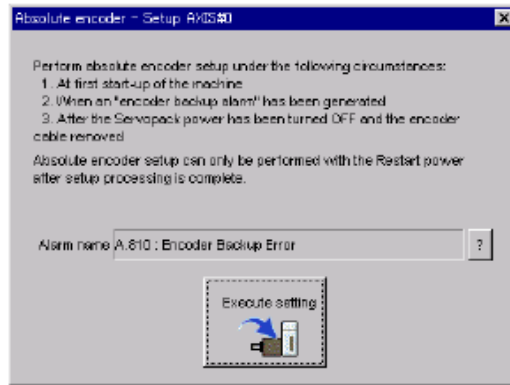 Absolute encoder - Setup AXIS#0
Perform absolute encoder setup under the following circumstances:
1. At first start-up of the machine
2. When an "encoder backup alarm" has been generated
3. After the Servopack power has been turned OFF and the encoder
cable removed
Absolute encoder setup can only be performed with the Restart power
after setup processing is complete.
Alarm name A.810 : Encoder Backup Error ?
Execute setting